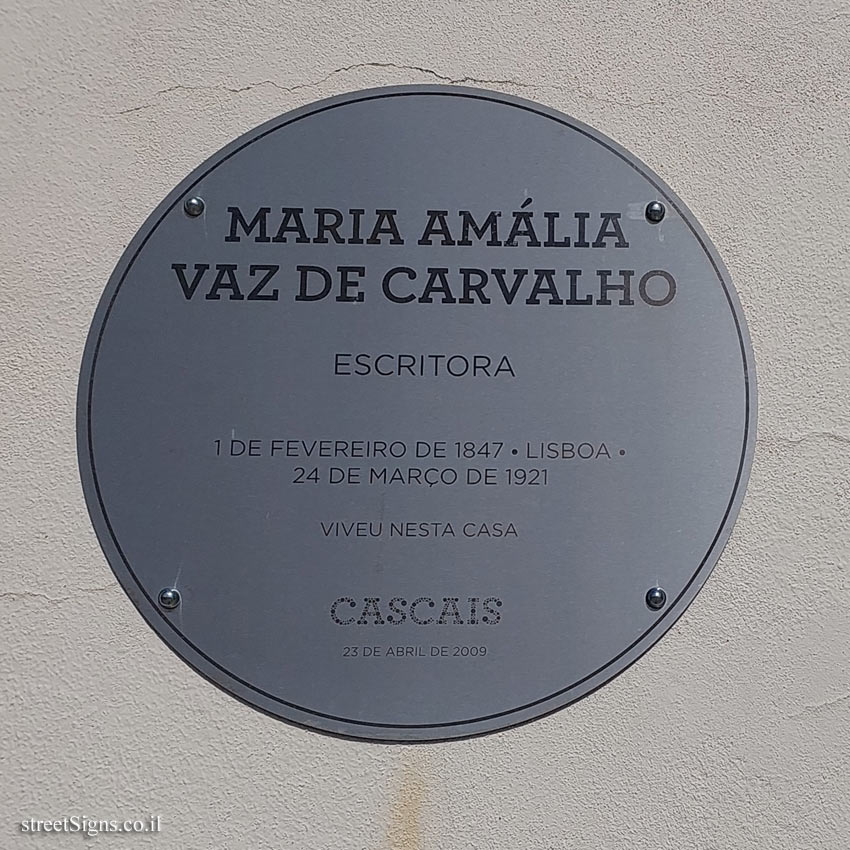 MARIA AMÁLIA
VAZ DE CARVALHO
ESCRITORA
1 DE FEVEREIRO DE 1847 • LISBOA •
24 DE MARÇO DE 1921
VIVEU NESTA CASA
CASCAIS
23 DE ABRIL DE 2009
streetSigns.co.il